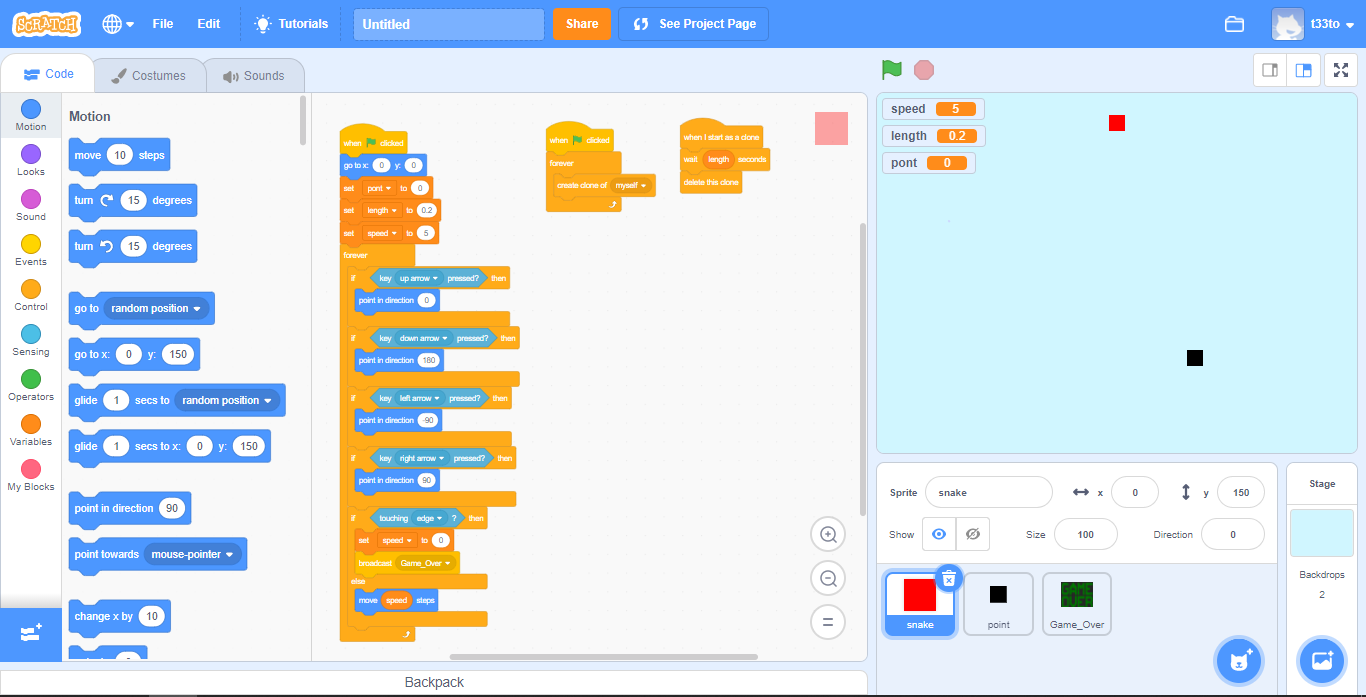 SCRATCH
File Edit Tutorials Untitled Share See Project Page t33to
Code Costumes Sounds
Motion
Looks
Sound
Events
Control
Sensing
Operators
Variables
My Blocks
Motion
move 10 steps
turn 15 degrees
turn 15 degrees
go to random position
go to x: 0 y: 150
glide 1 secs to random position
glide 1 secs to x: 0 y: 150
point in direction 90
point towards mouse-pointer
change x by 10
when clicked
go to x: 0 y: 0
set pont to 0
set length to 0.2
set speed to 5
forever
if key up arrow pressed? then
point in direction 0
if key down arrow pressed? then
point in direction 180
if key left arrow pressed? then
point in direction -90
if key right arrow pressed? then
point in direction 90
if touching edge ? then
set speed to 0
broadcast Game_Over
else
move speed steps
when clicked
forever
create clone of myself
when I start as a clone
wait length seconds
delete this clone
speed 5
length 0.2
pont 0
Sprite snake x 0 y 150
Show Size 100 Direction 0
snake
point
GAME OVER
Game_Over
Stage
Backdrops
2
Backpack